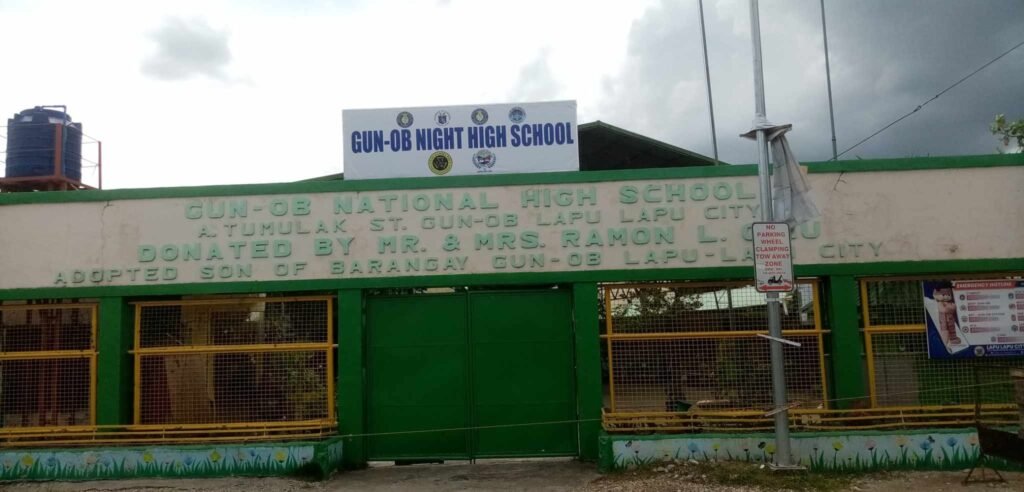 GUN-OB NIGHT HIGH SCHOOL
GUN-OB NATIONAL HIGH SCHOOL
A. TUMULAK ST. GUN-OB LAPU LAPU CITY
DONATED BY MR. & MRS. RAMON L.
ADOPTED SON OF BARANGAY GUN-OB LAPU-LAPU CITY
NO
PARKING
WHEEL
CLAMPING
TOW AWAY
ZONE
EMERGENCY HOTLINE
LAPU LAPU CITY